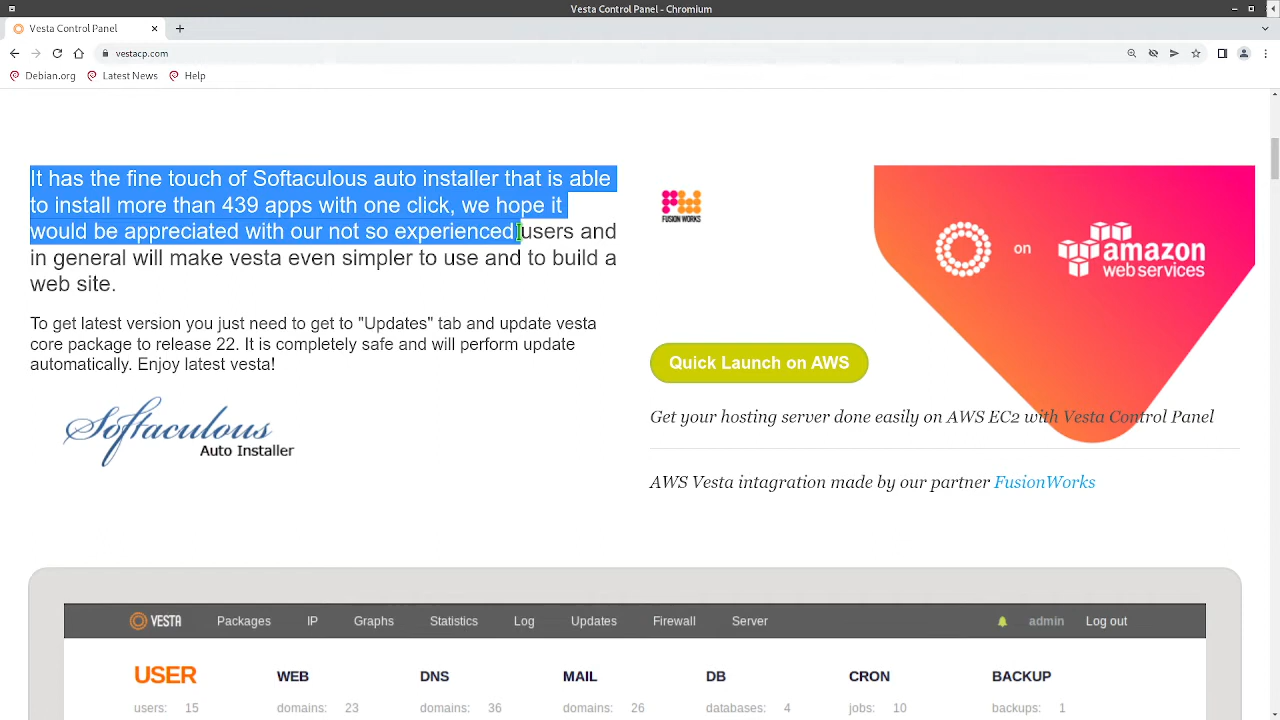 Vesta Control Panel - Chromium
Vesta Control Panel
vestacp.com
Debian.org
Latest News
Help
It has the fine touch of Softaculous auto installer that is able
to install more than 439 apps with one click, we hope it
would be appreciated with our not so experienced users and
in general will make vesta even simpler to use and to build a
web site.
To get latest version you just need to get to "Updates" tab and update vesta
core package to release 22. It is completely safe and will perform update
automatically. Enjoy latest vesta!
Softaculous
Auto Installer
FUSION WORKS
on
amazon
web services
Quick Launch on AWS
Get your hosting server done easily on AWS EC2 with Vesta Control Panel
AWS Vesta intagration made by our partner FusionWorks
VESTA Packages IP Graphs Statistics Log Updates Firewall Server admin Log out
USER WEB DNS MAIL DB CRON BACKUP
users: 15 domains: 23 domains: 36 domains: 26 databases: 4 jobs: 10 backups: 1